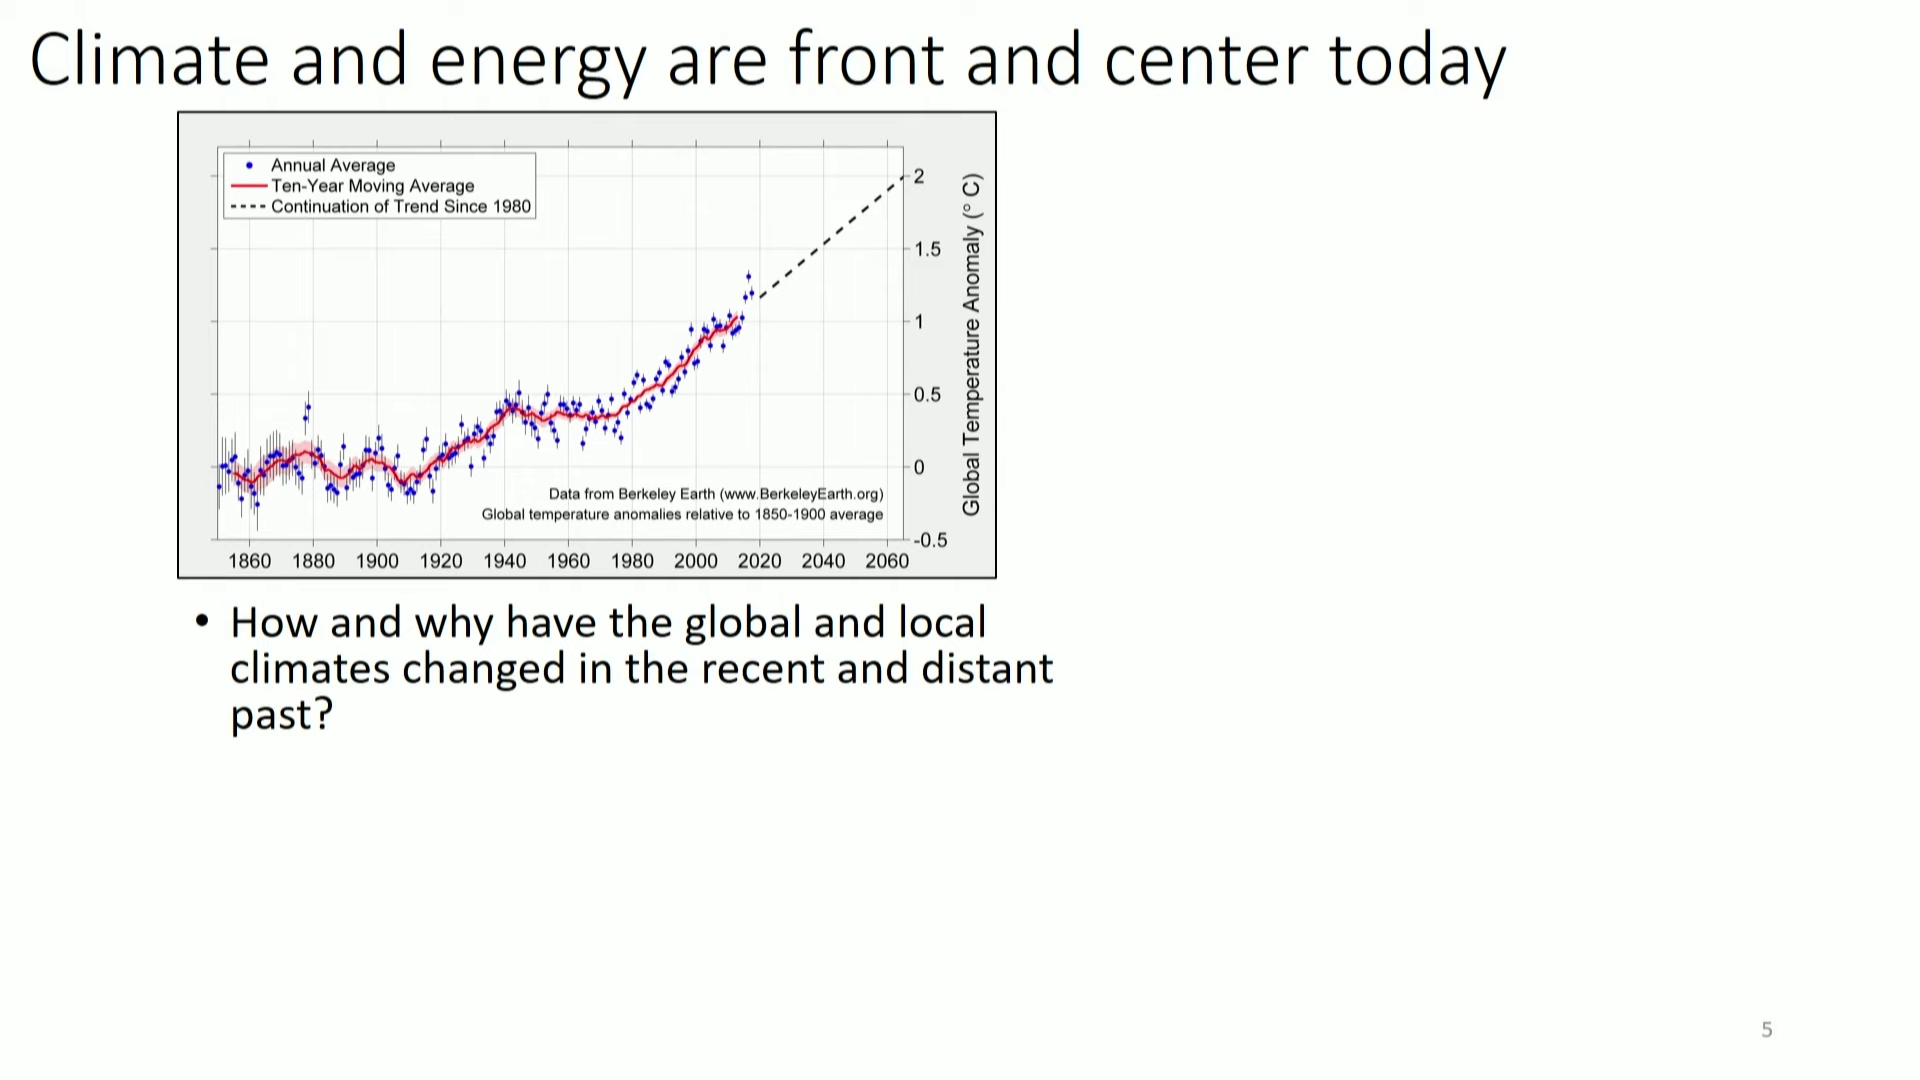 Climate and energy are front and center today
Annual Average
Ten-Year Moving Average
Continuation of Trend Since 1980
2
1.5
1
0.5
0
-0.5
Global Temperature Anomaly (° C)
Data from Berkeley Earth (www.BerkeleyEarth.org)
Global temperature anomalies relative to 1850-1900 average
1860 1880 1900 1920 1940 1960 1980 2000 2020 2040 2060
• How and why have the global and local
climates changed in the recent and distant
past?
5